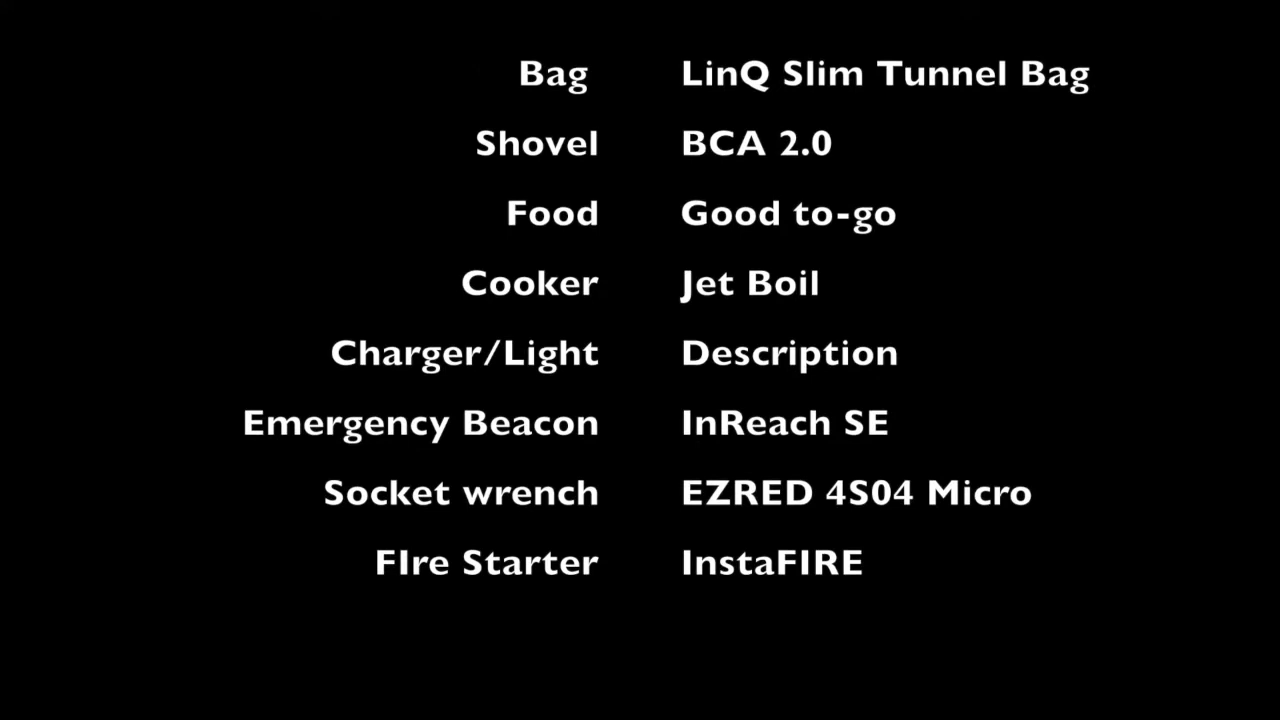 Bag LinQ Slim Tunnel Bag
Shovel BCA 2.0
Food Good to-go
Cooker Jet Boil
Charger/Light Description
Emergency Beacon InReach SE
Socket wrench EZRED 4S04 Micro
FIre Starter InstaFIRE